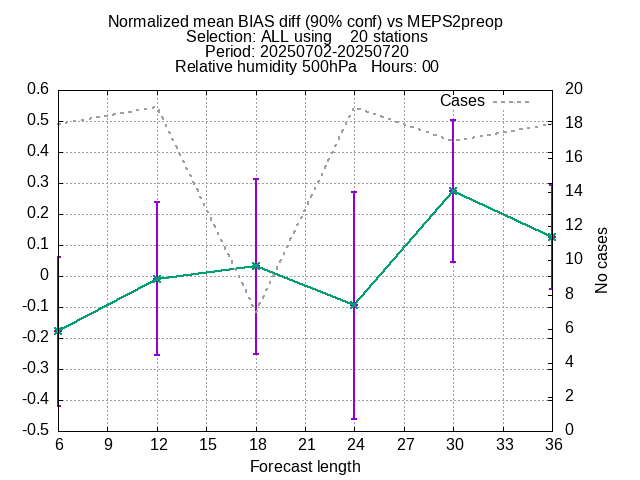 Normalized mean BIAS diff (90% conf) vs MEPS2preop
Selection: ALL using    20 stations
Period: 20250702-20250720
Relative humidity 500hPa   Hours: 00
Cases
0.6
0.5
0.4
0.3
0.2
0.1
0
-0.1
-0.2
-0.3
-0.4
-0.5
20
18
16
14
12
10
8
6
4
2
0
No cases
6 9 12 15 18 21 24 27 30 33 36
Forecast length